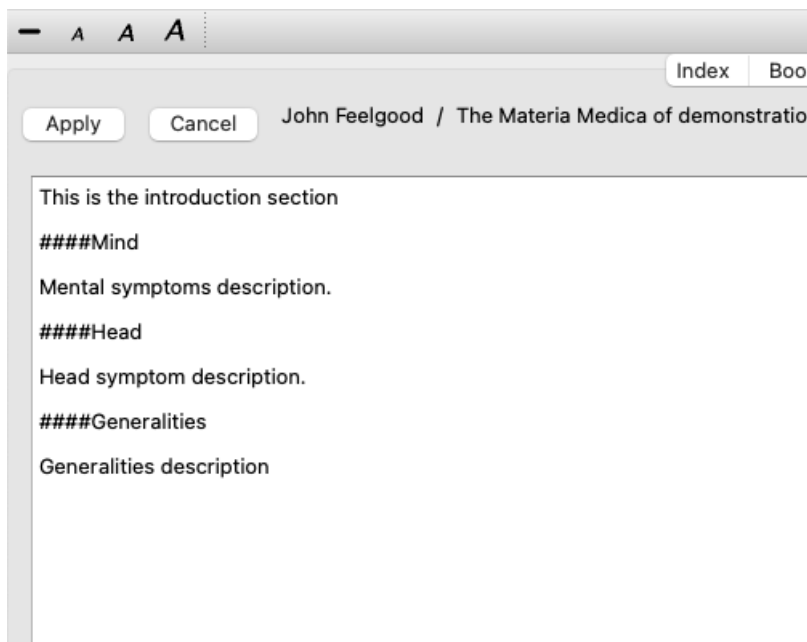 A A A
Index Boo
Apply Cancel John Feelgood / The Materia Medica of demonstratio
This is the introduction section
####Mind
Mental symptoms description.
####Head
Head symptom description.
####Generalities
Generalities description